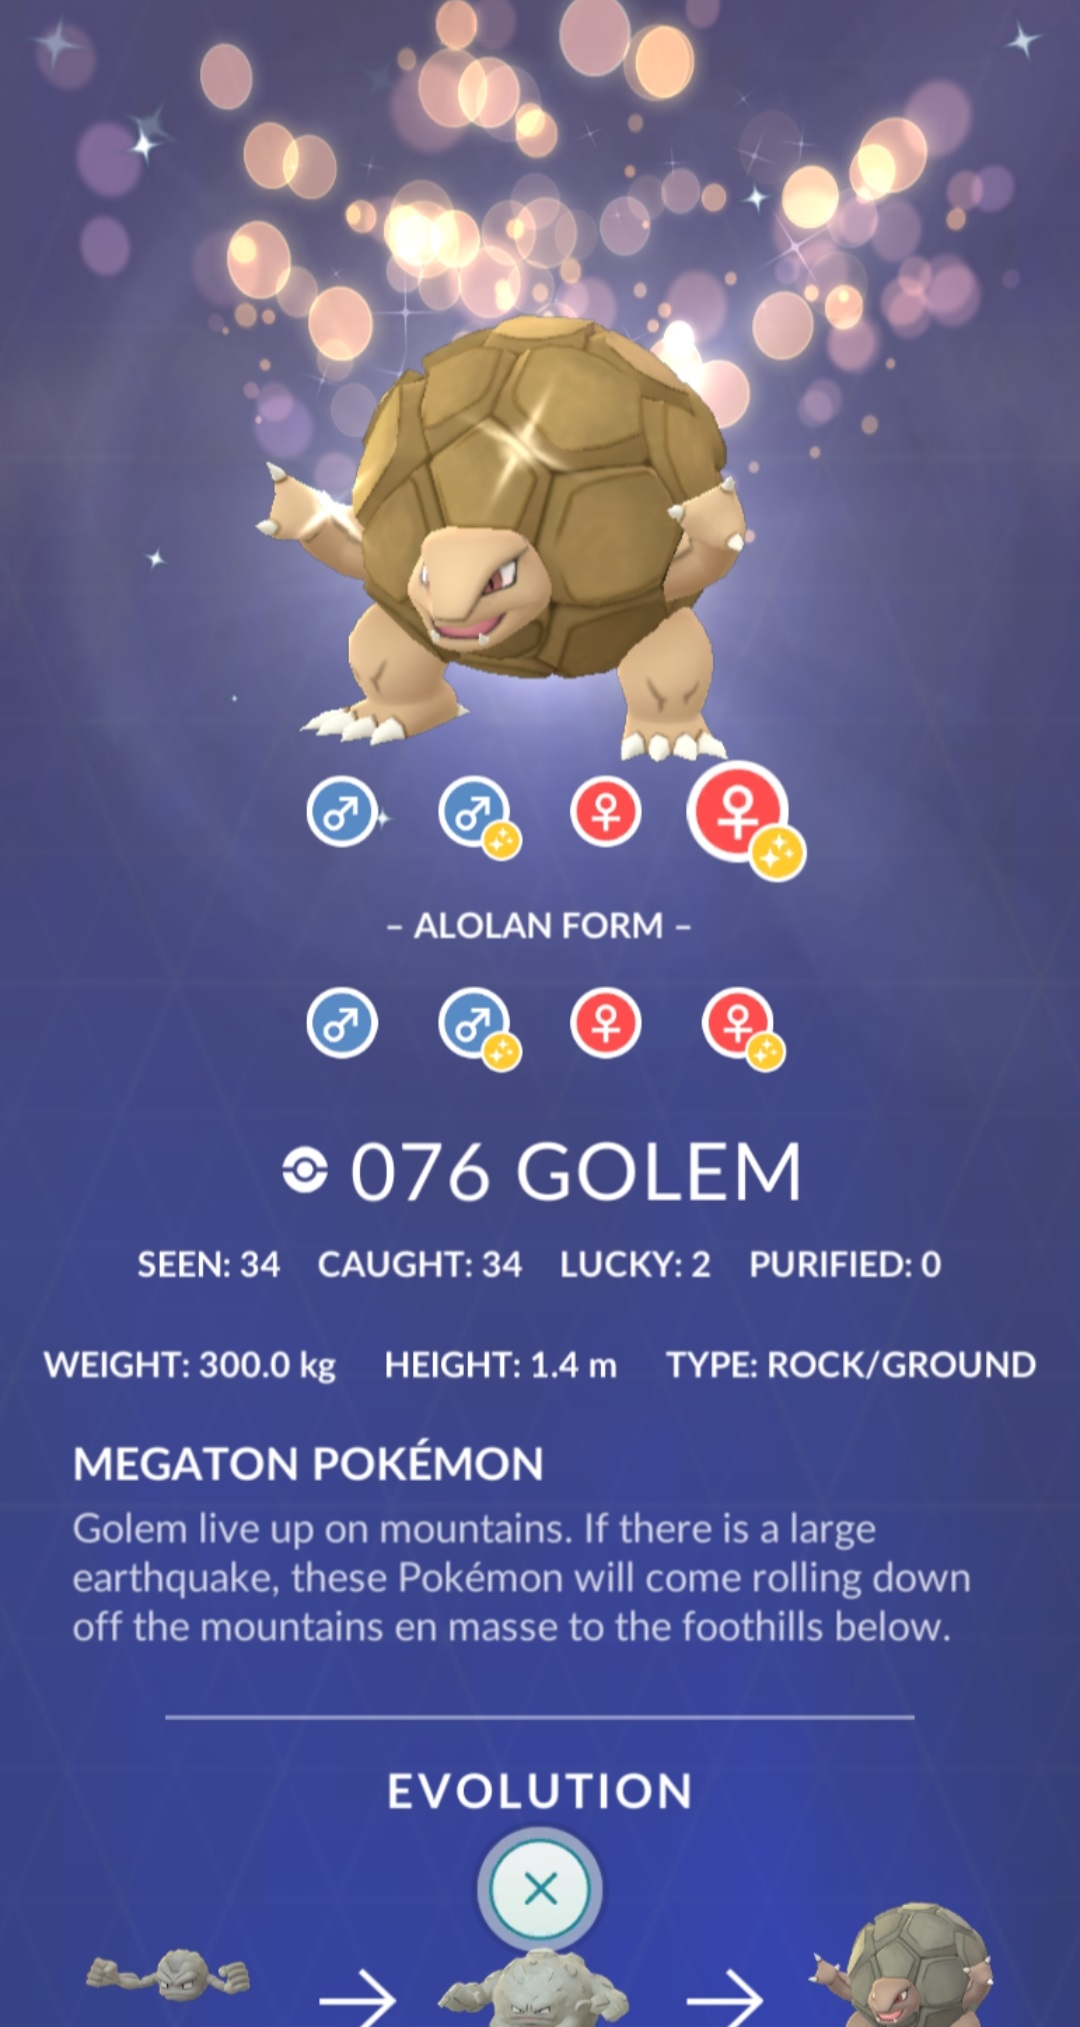 – ALOLAN FORM –
076 GOLEM
SEEN: 34 CAUGHT: 34 LUCKY: 2 PURIFIED: 0
WEIGHT: 300.0 kg HEIGHT: 1.4 m TYPE: ROCK/GROUND
MEGATON POKÉMON
Golem live up on mountains. If there is a large
earthquake, these Pokémon will come rolling down
off the mountains en masse to the foothills below.
EVOLUTION